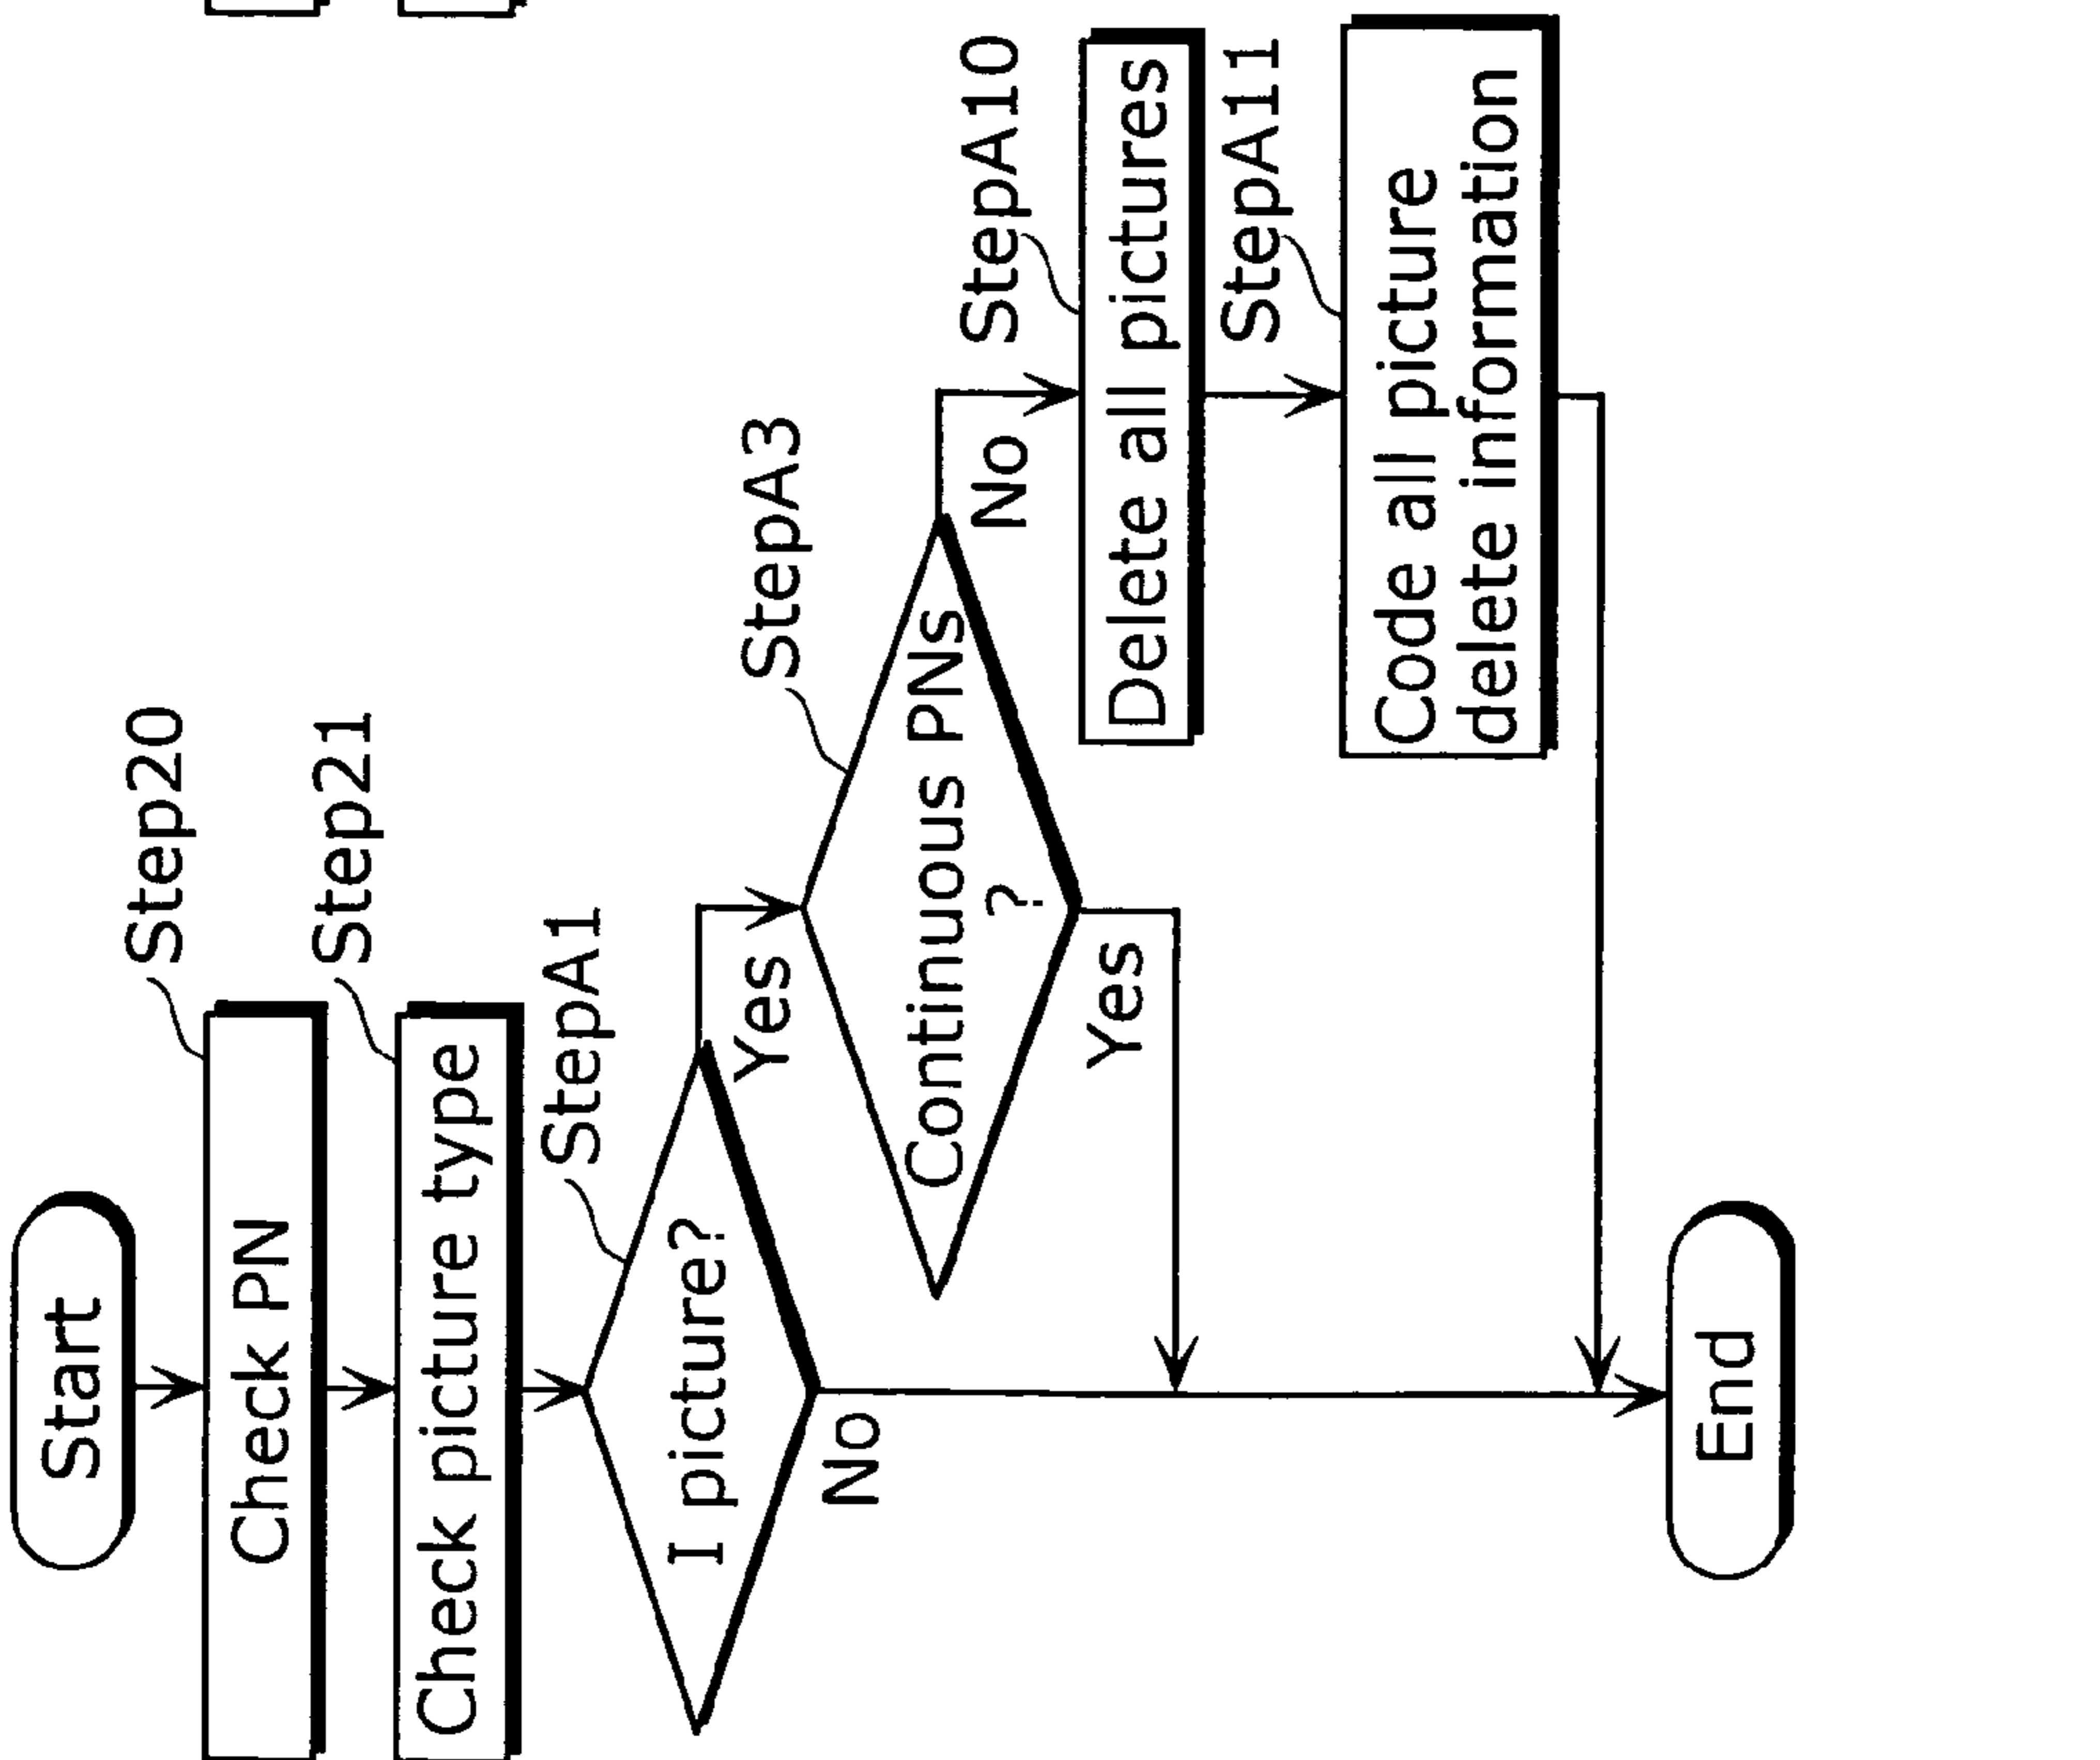 Start
Step20
Check PN
Step21
Check picture type
StepA1
I picture?
Yes
No
StepA3
Continuous PNs
?
No
Yes
StepA10
Delete all pictures
StepA11
Code all picture
delete information
End